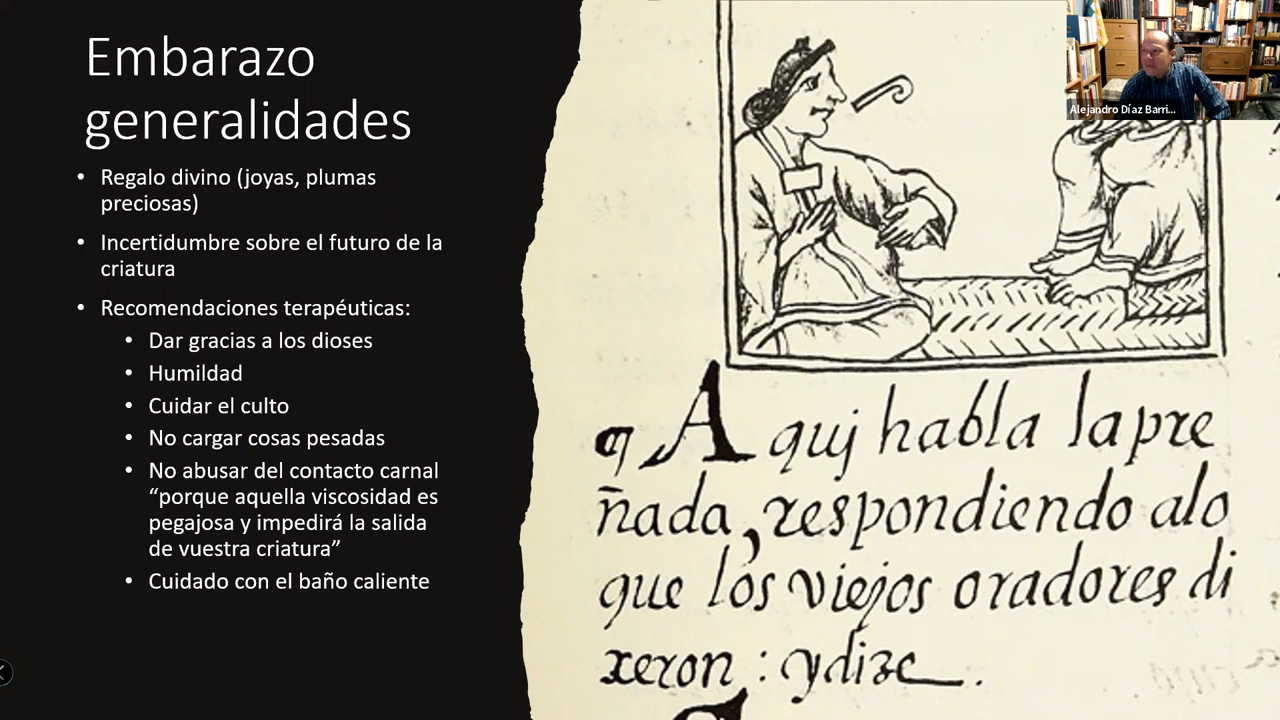 Embarazo
generalidades
• Regalo divino (joyas, plumas
preciosas)
• Incertidumbre sobre el futuro de la
criatura
• Recomendaciones terapéuticas:
• Dar gracias a los dioses
• Humildad
• Cuidar el culto
• No cargar cosas pesadas
• No abusar del contacto carnal
“porque aquella viscosidad es
pegajosa y impedirá la salida
de vuestra criatura”
• Cuidado con el baño caliente
Alejandro Díaz Barri...
¶ Aquj habla lapre
ñada, respondiendo alo
que los viejos oradores di
xeron : ydize.